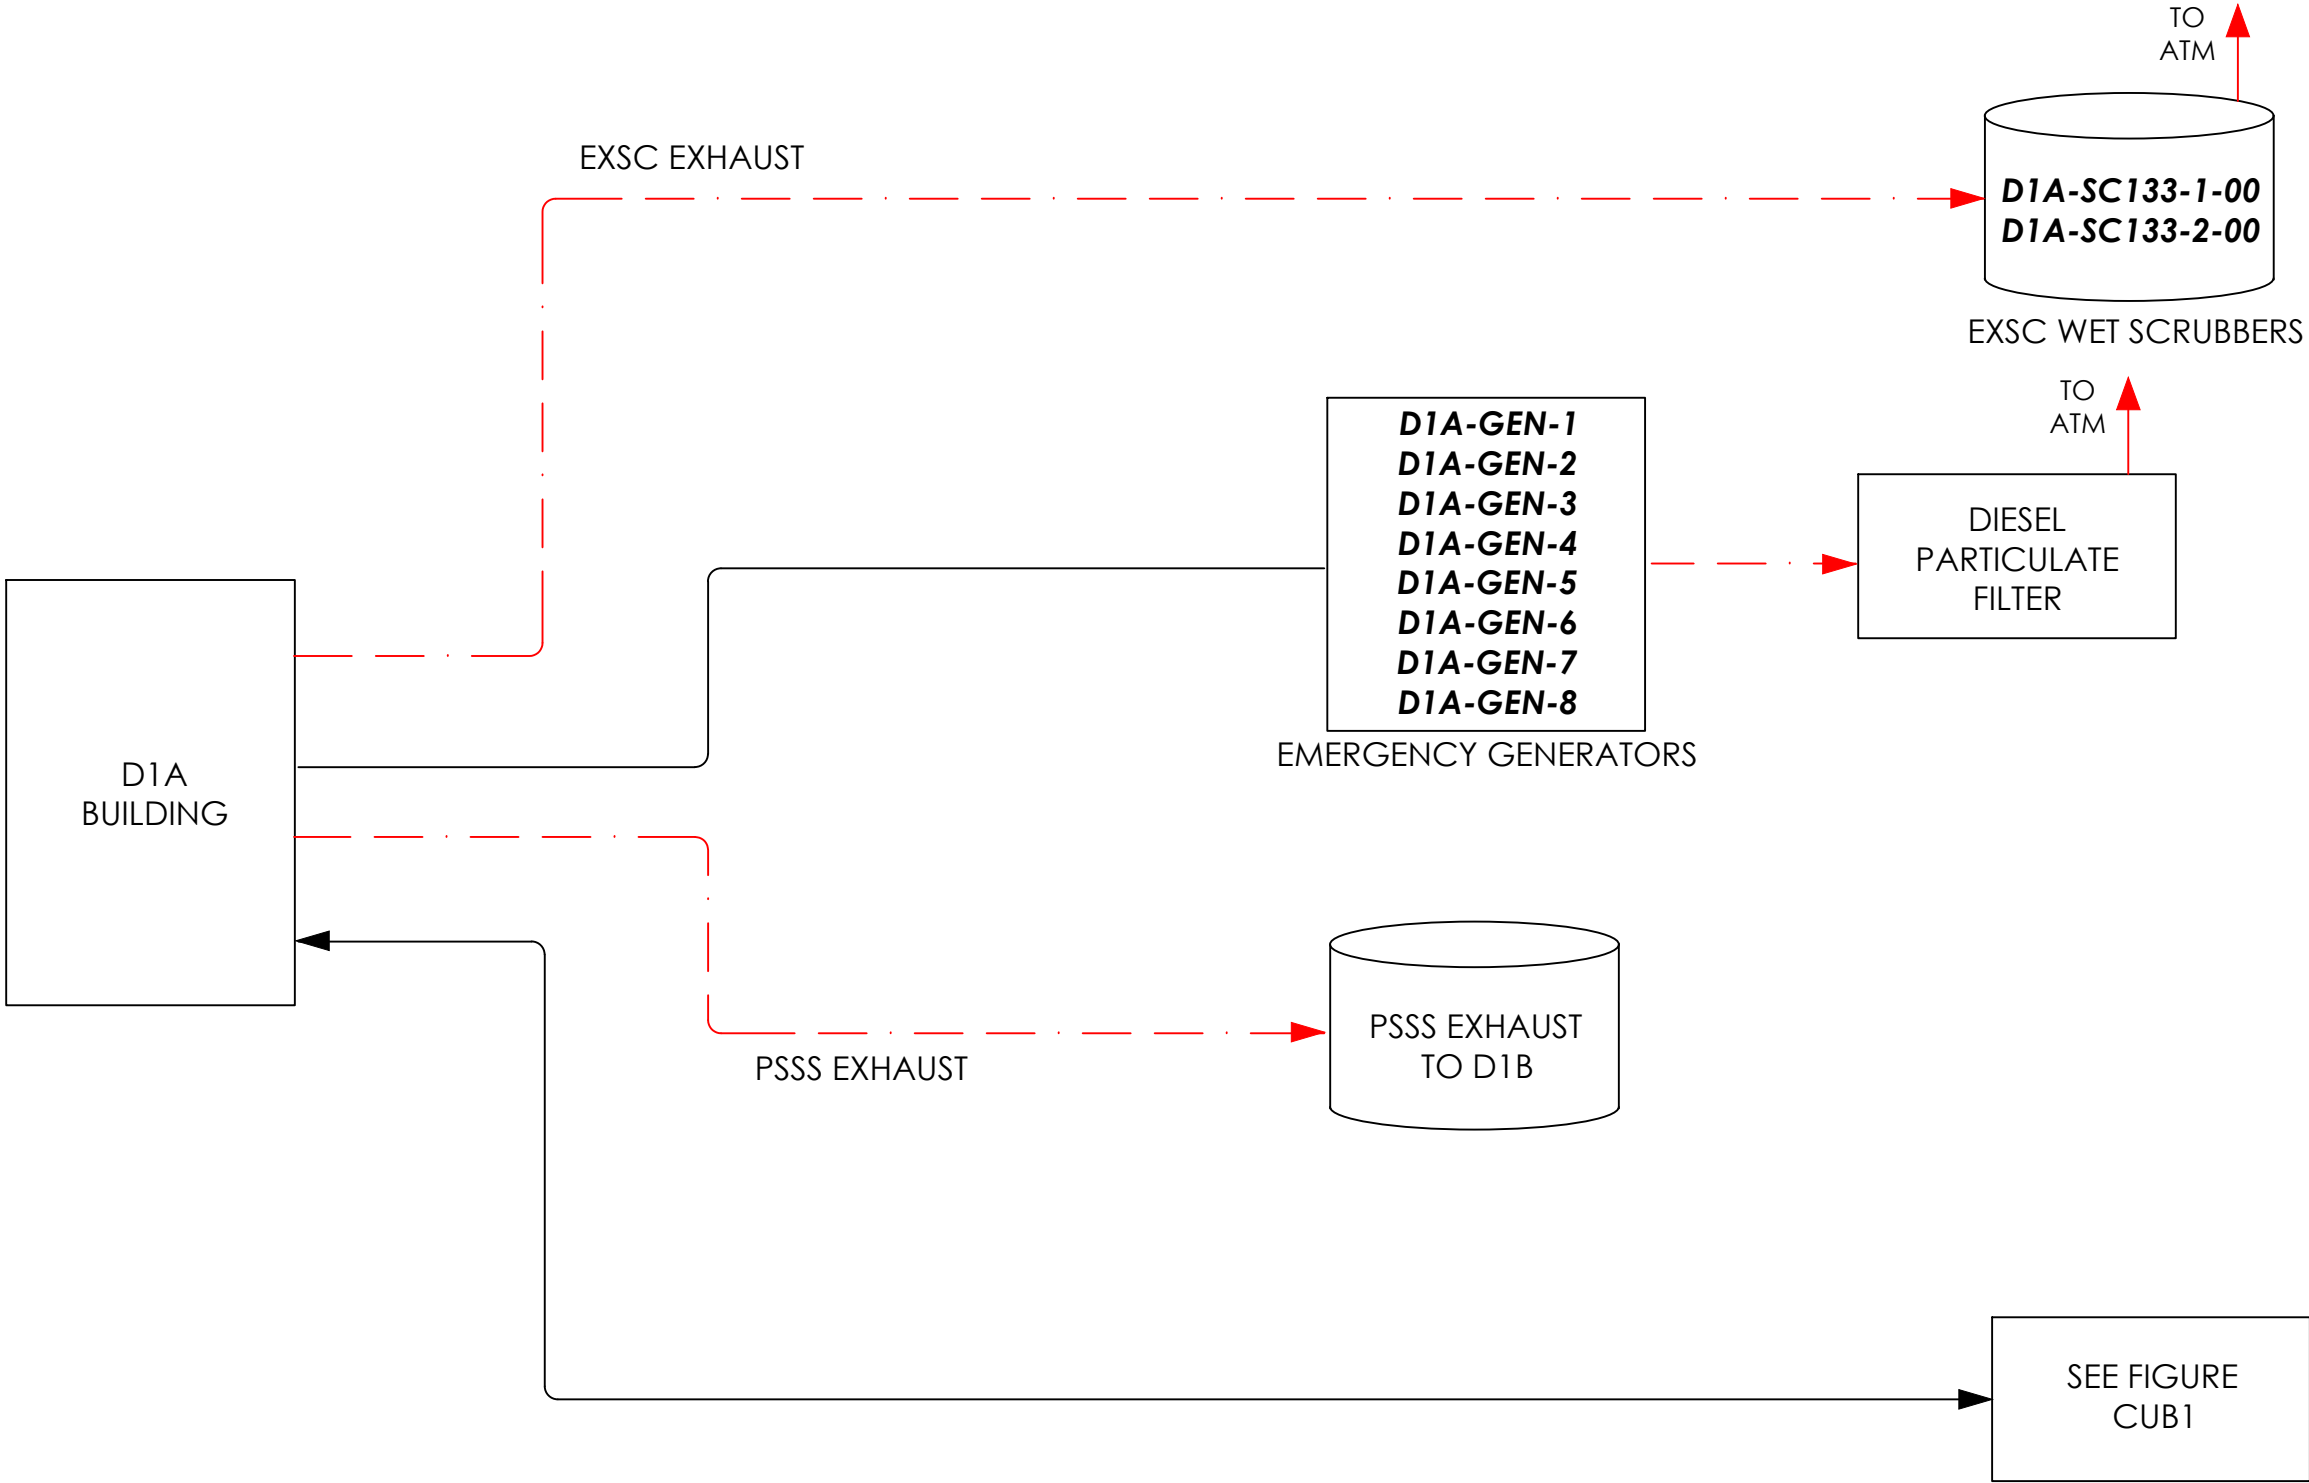 TO
ATM
EXSC EXHAUST
D1A-SC133-1-00
D1A-SC133-2-00
EXSC WET SCRUBBERS
TO
ATM
D1A-GEN-1
D1A-GEN-2
D1A-GEN-3
D1A-GEN-4
D1A-GEN-5
D1A-GEN-6
D1A-GEN-7
D1A-GEN-8
EMERGENCY GENERATORS
DIESEL
PARTICULATE
FILTER
D1A
BUILDING
PSSS EXHAUST
TO D1B
PSSS EXHAUST
SEE FIGURE
CUB1